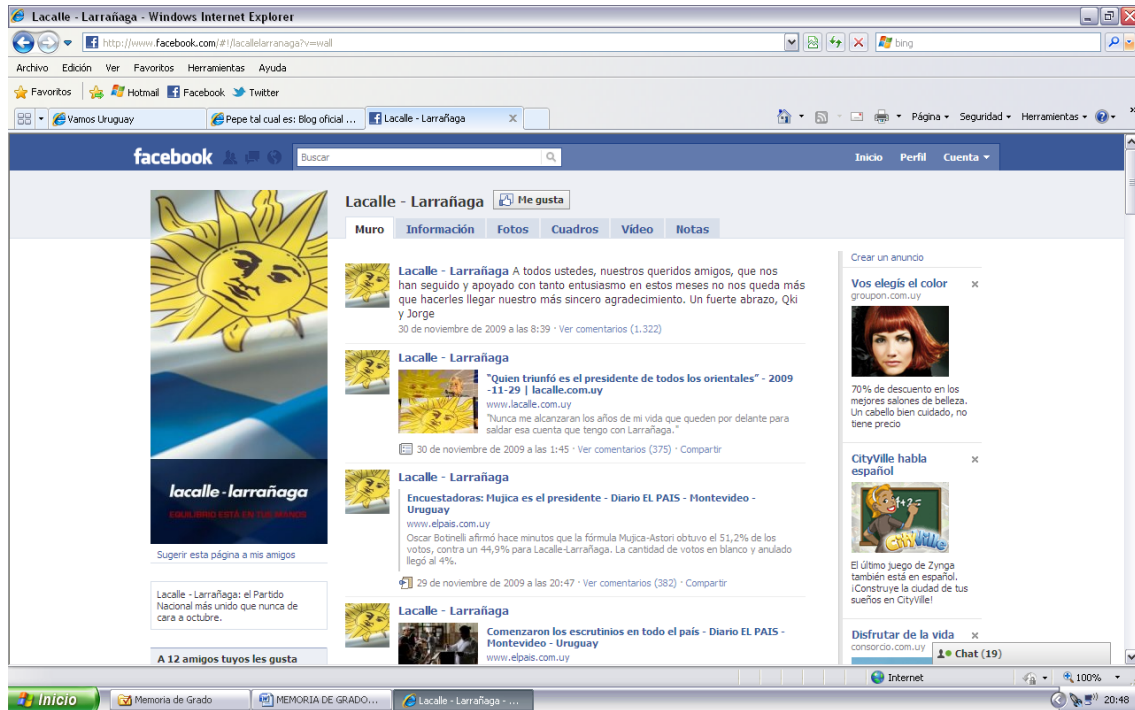 Lacalle - Larrañaga - Windows Internet Explorer
http://www.facebook.com/#!/lacallelarranaga?v=wall
bing
Archivo Edición Ver Favoritos Herramientas Ayuda
Favoritos Hotmail Facebook Twitter
Vamos Uruguay Pepe tal cual es: Blog oficial ... Lacalle - Larrañaga x Página Seguridad Herramientas »
facebook Buscar Inicio Perfil Cuenta
Lacalle - Larrañaga Me gusta
Muro Información Fotos Cuadros Vídeo Notas
Lacalle - Larrañaga A todos ustedes, nuestros queridos amigos, que nos
han seguido y apoyado con tanto entusiasmo en estos meses no nos queda más
que hacerles llegar nuestro más sincero agradecimiento. Un fuerte abrazo, Qki
y Jorge
30 de noviembre de 2009 a las 8:39 · Ver comentarios (1.322)
Lacalle - Larrañaga
"Quien triunfó es el presidente de todos los orientales" - 2009
-11-29 | lacalle.com.uy
www.lacalle.com.uy
"Nunca me alcanzaran los años de mi vida que queden por delante para
saldar esa cuenta que tengo con Larrañaga."
30 de noviembre de 2009 a las 1:45 · Ver comentarios (375) · Compartir
Lacalle - Larrañaga
Encuestadoras: Mujica es el presidente - Diario EL PAIS - Montevideo -
Uruguay
www.elpais.com.uy
Oscar Botinelli afirmó hace minutos que la fórmula Mujica-Astori obtuvo el 51,2% de los
votos, contra un 44,9% para Lacalle-Larrañaga. La cantidad de votos en blanco y anulado
llegó al 4%.
29 de noviembre de 2009 a las 20:47 · Ver comentarios (382) · Compartir
Lacalle - Larrañaga
Comenzaron los escrutinios en todo el país - Diario EL PAIS -
Montevideo - Uruguay
www.elpais.com.uy
lacalle-larrañaga
EQUILIBRIO ESTÁ EN TUS MANOS
Sugerir esta página a mis amigos
Lacalle - Larrañaga: el Partido
Nacional más unido que nunca de
cara a octubre.
A 12 amigos tuyos les gusta
Crear un anuncio
Vos elegís el color x
groupon.com.uy
70% de descuento en los
mejores salones de belleza.
Un cabello bien cuidado, no
tiene precio
CityVille habla x
español
1+2=
CityVille
El último juego de Zynga
también está en español.
¡Construye la ciudad de tus
sueños en CityVille!
Disfrutar de la vida x
consorcio.com.uy
Chat (19)
Internet 100%
Inicio Memoria de Grado MEMORIA DE GRADO... Lacalle - Larrañaga - ... 20:48